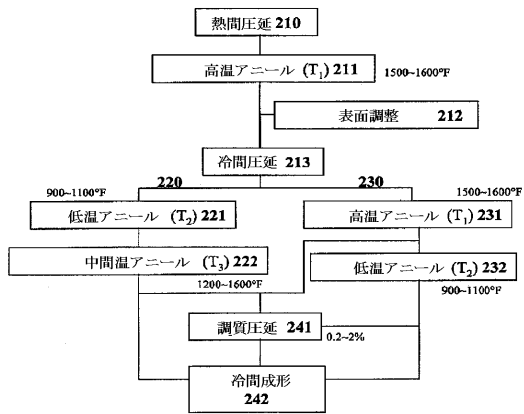 熱間圧延 210
高温アニール (T1) 211
1500~1600°F
表面調整 212
冷間圧延 213
220
230
900~1100°F
1500~1600°F
低温アニール (T2) 221
高温アニール (T1) 231
中間温アニール (T3) 222
低温アニール (T2) 232
1200~1600°F
900~1100°F
調質圧延 241
0.2~2%
冷間成形
242